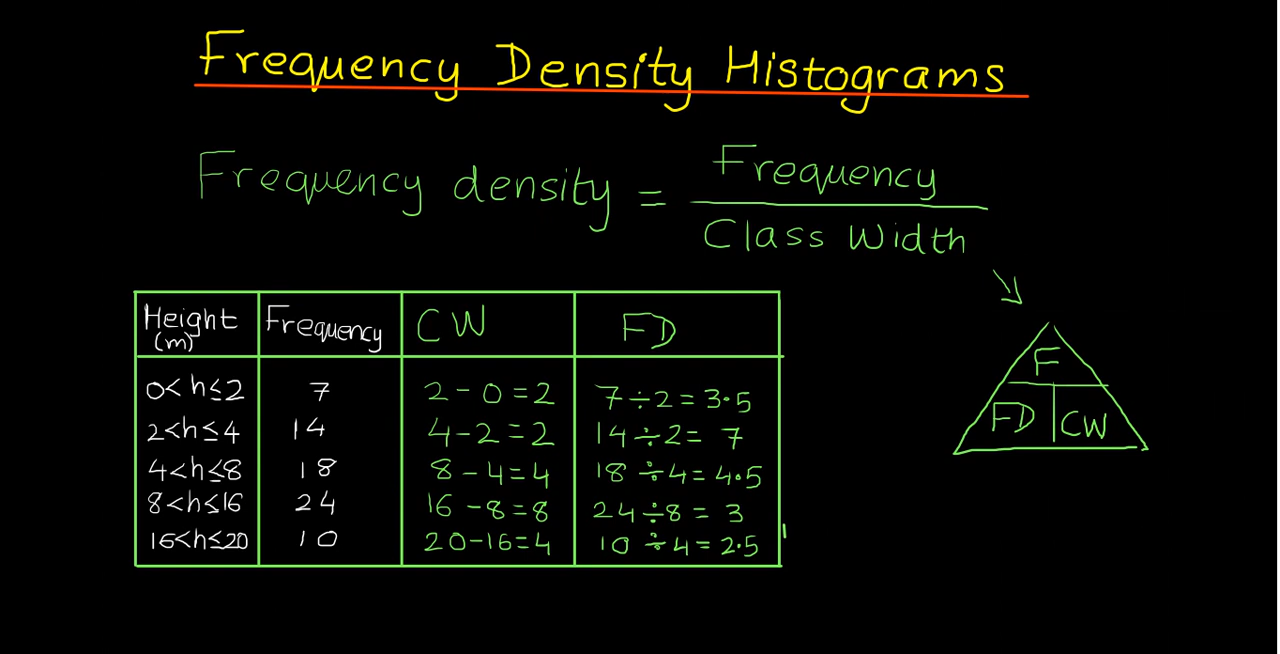 Frequency Density Histograms
Frequency density = Frequency / Class Width
Height (m) Frequency CW FD
0<h≤2 7 2-0=2 7÷2=3·5
2<h≤4 14 4-2=2 14÷2=7
4<h≤8 18 8-4=4 18÷4=4·5
8<h≤16 24 16-8=8 24÷8=3
16<h≤20 10 20-16=4 10÷4=2·5
F
FD CW